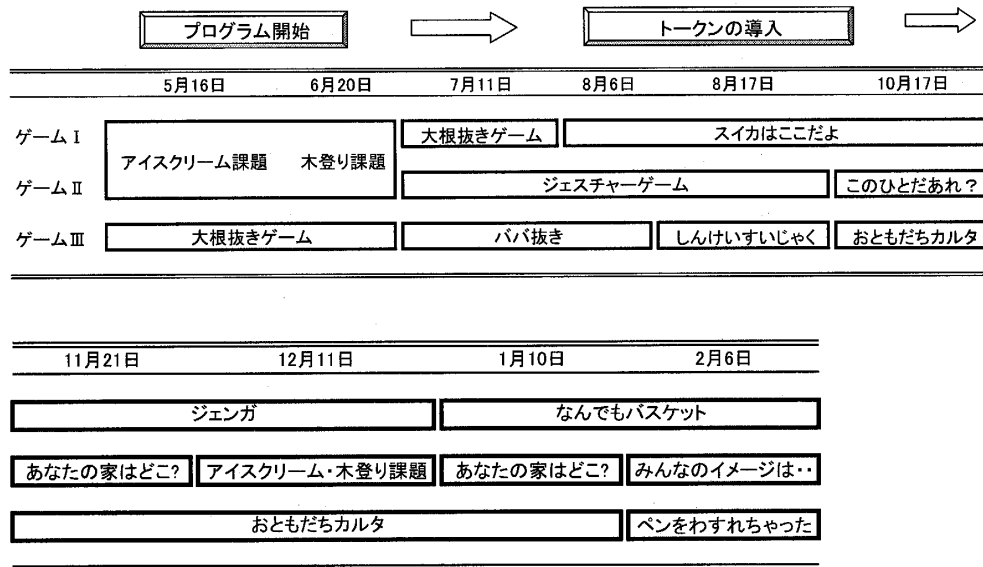 プログラム開始 トークンの導入
5月16日 6月20日 7月11日 8月6日 8月17日 10月17日
ゲームⅠ 大根抜きゲーム スイカはここだよ
アイスクリーム課題 木登り課題
ゲームⅡ ジェスチャーゲーム このひとだあれ?
ゲームⅢ 大根抜きゲーム ババ抜き しんけいすいじゃく おともだちカルタ
11月21日 12月11日 1月10日 2月6日
ジェンガ なんでもバスケット
あなたの家はどこ? アイスクリーム・木登り課題 あなたの家はどこ? みんなのイメージは・・
おともだちカルタ ペンをわすれちゃった